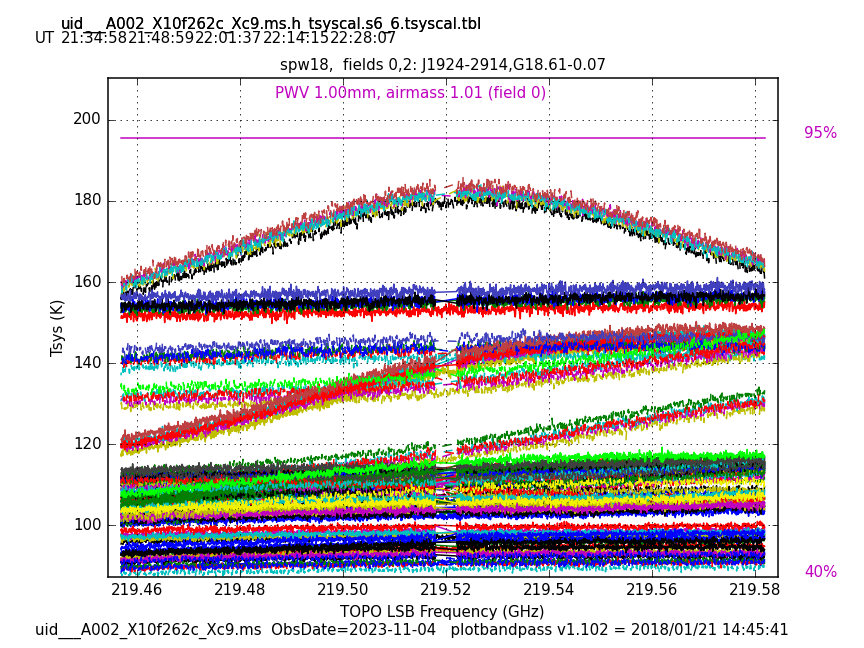 uid___A002_X10f262c_Xc9.ms.h_tsyscal.s6_6.tsyscal.tbl
UT 21:34:58 21:48:59 22:01:37 22:14:15 22:28:07
spw18, fields 0,2: J1924-2914,G18.61-0.07
PWV 1.00mm, airmass 1.01 (field 0)
95%
200
180
160
140
120
100
Tsys (K)
40%
219.46 219.48 219.50 219.52 219.54 219.56 219.58
TOPO LSB Frequency (GHz)
uid___A002_X10f262c_Xc9.ms ObsDate=2023-11-04 plotbandpass v1.102 = 2018/01/21 14:45:41